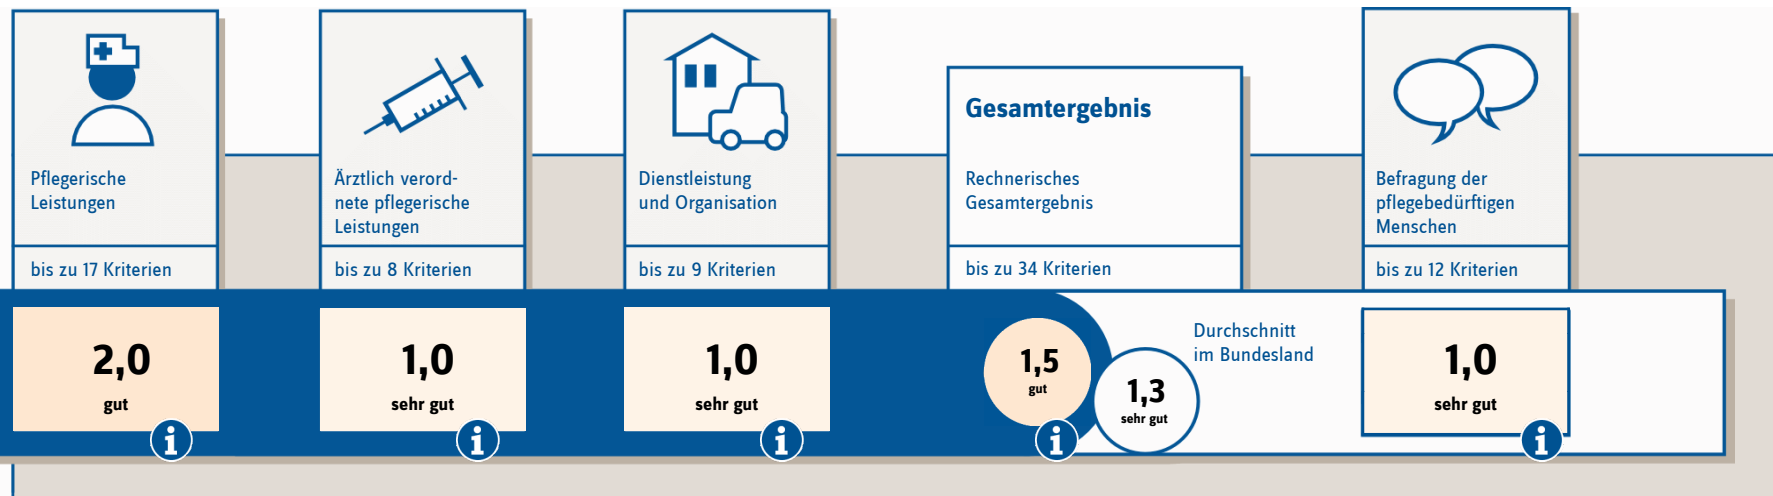 Pflegerische
Leistungen
bis zu 17 Kriterien
2,0
gut
i
Ärztlich verord-
nete pflegerische
Leistungen
bis zu 8 Kriterien
1,0
sehr gut
i
Dienstleistung
und Organisation
bis zu 9 Kriterien
1,0
sehr gut
i
Gesamtergebnis
Rechnerisches
Gesamtergebnis
bis zu 34 Kriterien
1,5
gut
i
1,3
sehr gut
Durchschnitt
im Bundesland
Befragung der
pflegebedürftigen
Menschen
bis zu 12 Kriterien
1,0
sehr gut
i